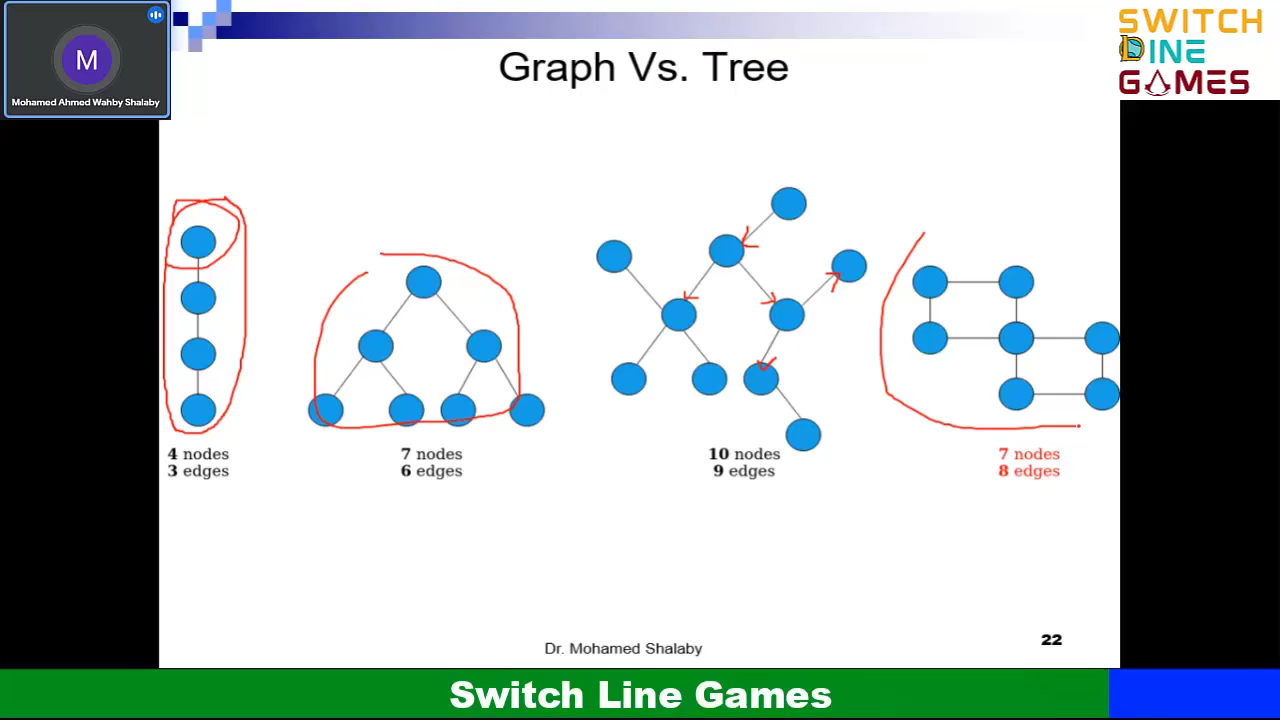 M
Mohamed Ahmed Wahby Shalaby
SWITCH
LINE
GAMES
Graph Vs. Tree
4 nodes
3 edges
7 nodes
6 edges
10 nodes
9 edges
7 nodes
8 edges
Dr. Mohamed Shalaby
22
Switch Line Games